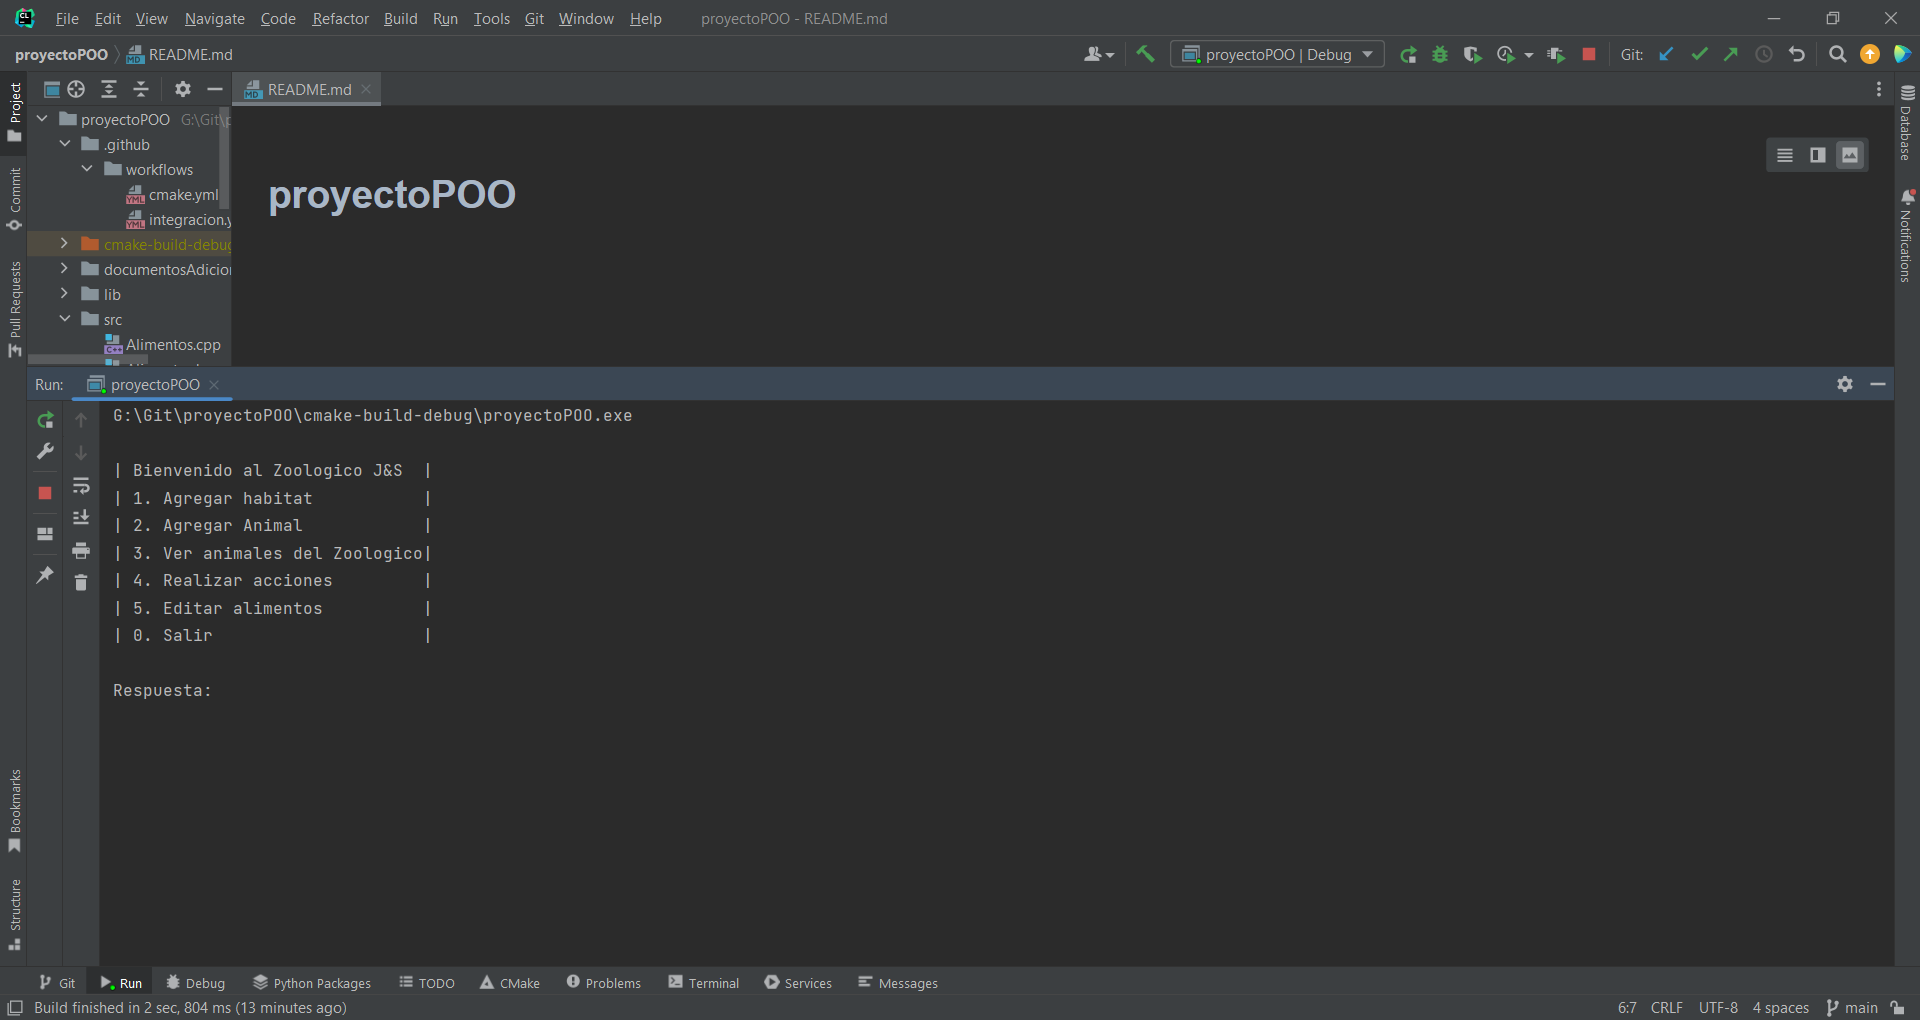 File Edit View Navigate Code Refactor Build Run Tools Git Window Help proyectoPOO - README.md
proyectoPOO README.md proyectoPOO | Debug Git:
README.md
Project
Commit
Pull Requests
Bookmarks
Structure
Database
Notifications
proyectoPOO G:\Git\p
.github
workflows
cmake.yml
integracion.y
cmake-build-debug
documentosAdicion
lib
src
Alimentos.cpp
proyectoPOO
Run: proyectoPOO
G:\Git\proyectoPOO\cmake-build-debug\proyectoPOO.exe
| Bienvenido al Zoologico J&S |
| 1. Agregar habitat |
| 2. Agregar Animal |
| 3. Ver animales del Zoologico|
| 4. Realizar acciones |
| 5. Editar alimentos |
| 0. Salir |
Respuesta:
Git Run Debug Python Packages TODO CMake Problems Terminal Services Messages
Build finished in 2 sec, 804 ms (13 minutes ago) 6:7 CRLF UTF-8 4 spaces main